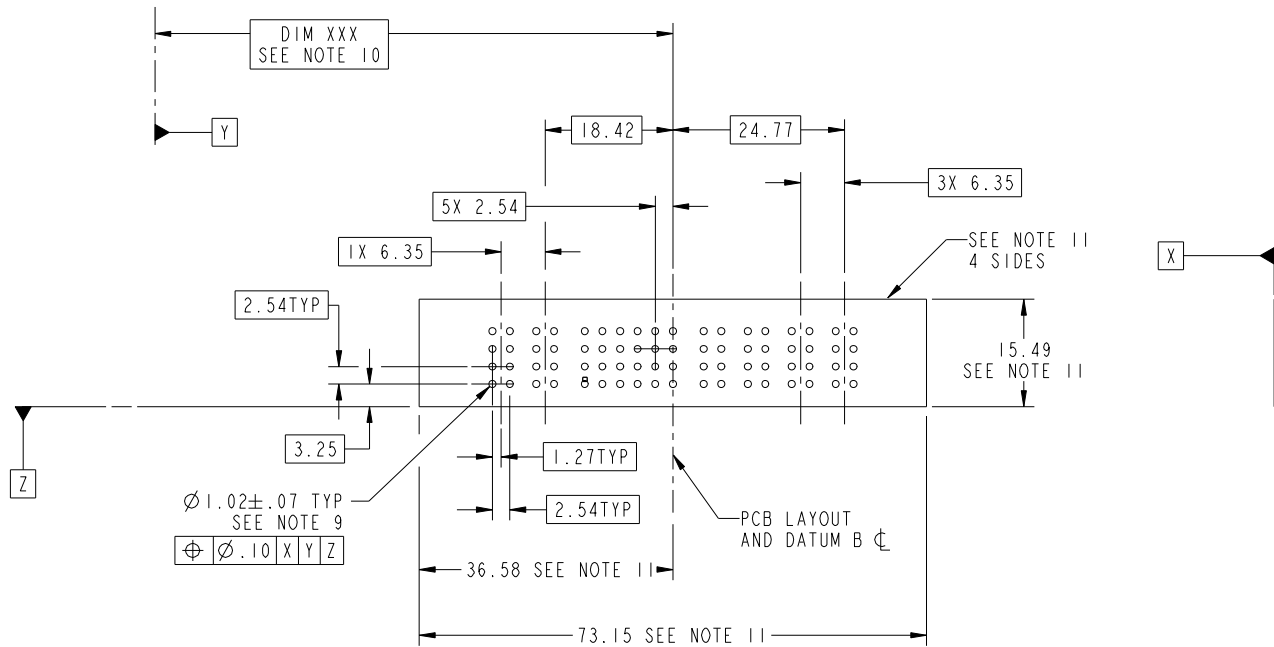 DIM XXX
SEE NOTE 10
Y
18.42
24.77
3X 6.35
5X 2.54
1X 6.35
SEE NOTE 11
4 SIDES
X
2.54TYP
15.49
SEE NOTE 11
3.25
1.27TYP
Z
Ø1.02±.07 TYP
SEE NOTE 9
2.54TYP
⌖ Ø.10 X Y Z
PCB LAYOUT
AND DATUM B ℄
36.58 SEE NOTE 11
73.15 SEE NOTE 11